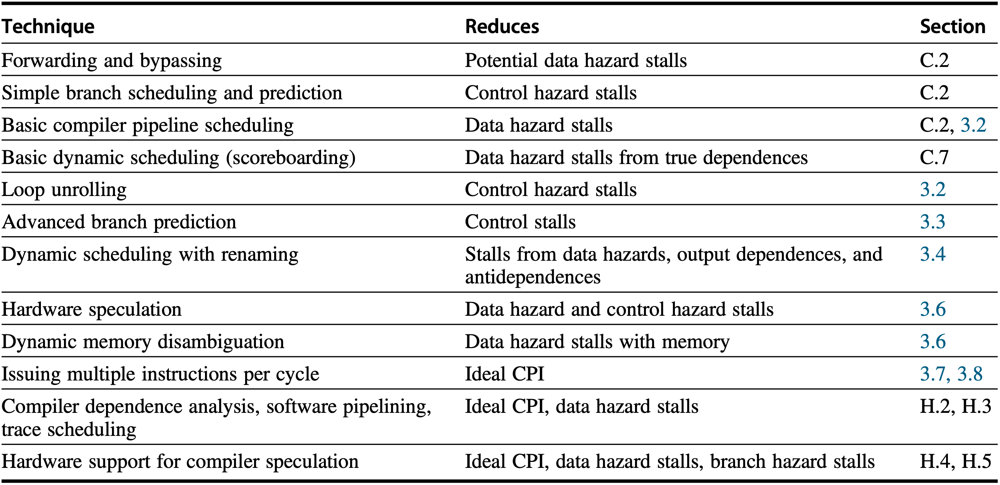 Technique Reduces Section
Forwarding and bypassing Potential data hazard stalls C.2
Simple branch scheduling and prediction Control hazard stalls C.2
Basic compiler pipeline scheduling Data hazard stalls C.2, 3.2
Basic dynamic scheduling (scoreboarding) Data hazard stalls from true dependences C.7
Loop unrolling Control hazard stalls 3.2
Advanced branch prediction Control stalls 3.3
Dynamic scheduling with renaming Stalls from data hazards, output dependences, and 3.4
antidependences
Hardware speculation Data hazard and control hazard stalls 3.6
Dynamic memory disambiguation Data hazard stalls with memory 3.6
Issuing multiple instructions per cycle Ideal CPI 3.7, 3.8
Compiler dependence analysis, software pipelining, Ideal CPI, data hazard stalls H.2, H.3
trace scheduling
Hardware support for compiler speculation Ideal CPI, data hazard stalls, branch hazard stalls H.4, H.5